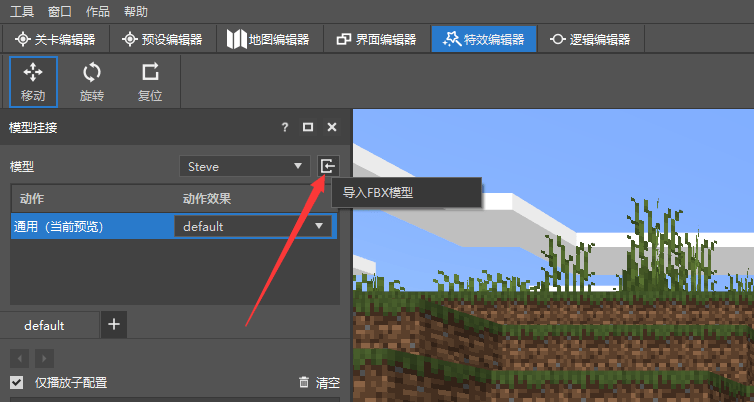 工具 窗口 作品 帮助
关卡编辑器 预设编辑器 地图编辑器 界面编辑器 特效编辑器 逻辑编辑器
移动 旋转 复位
模型挂接 ?
模型 Steve
导入FBX模型
动作 动作效果
通用（当前预览） default
default +
仅播放子配置 清空